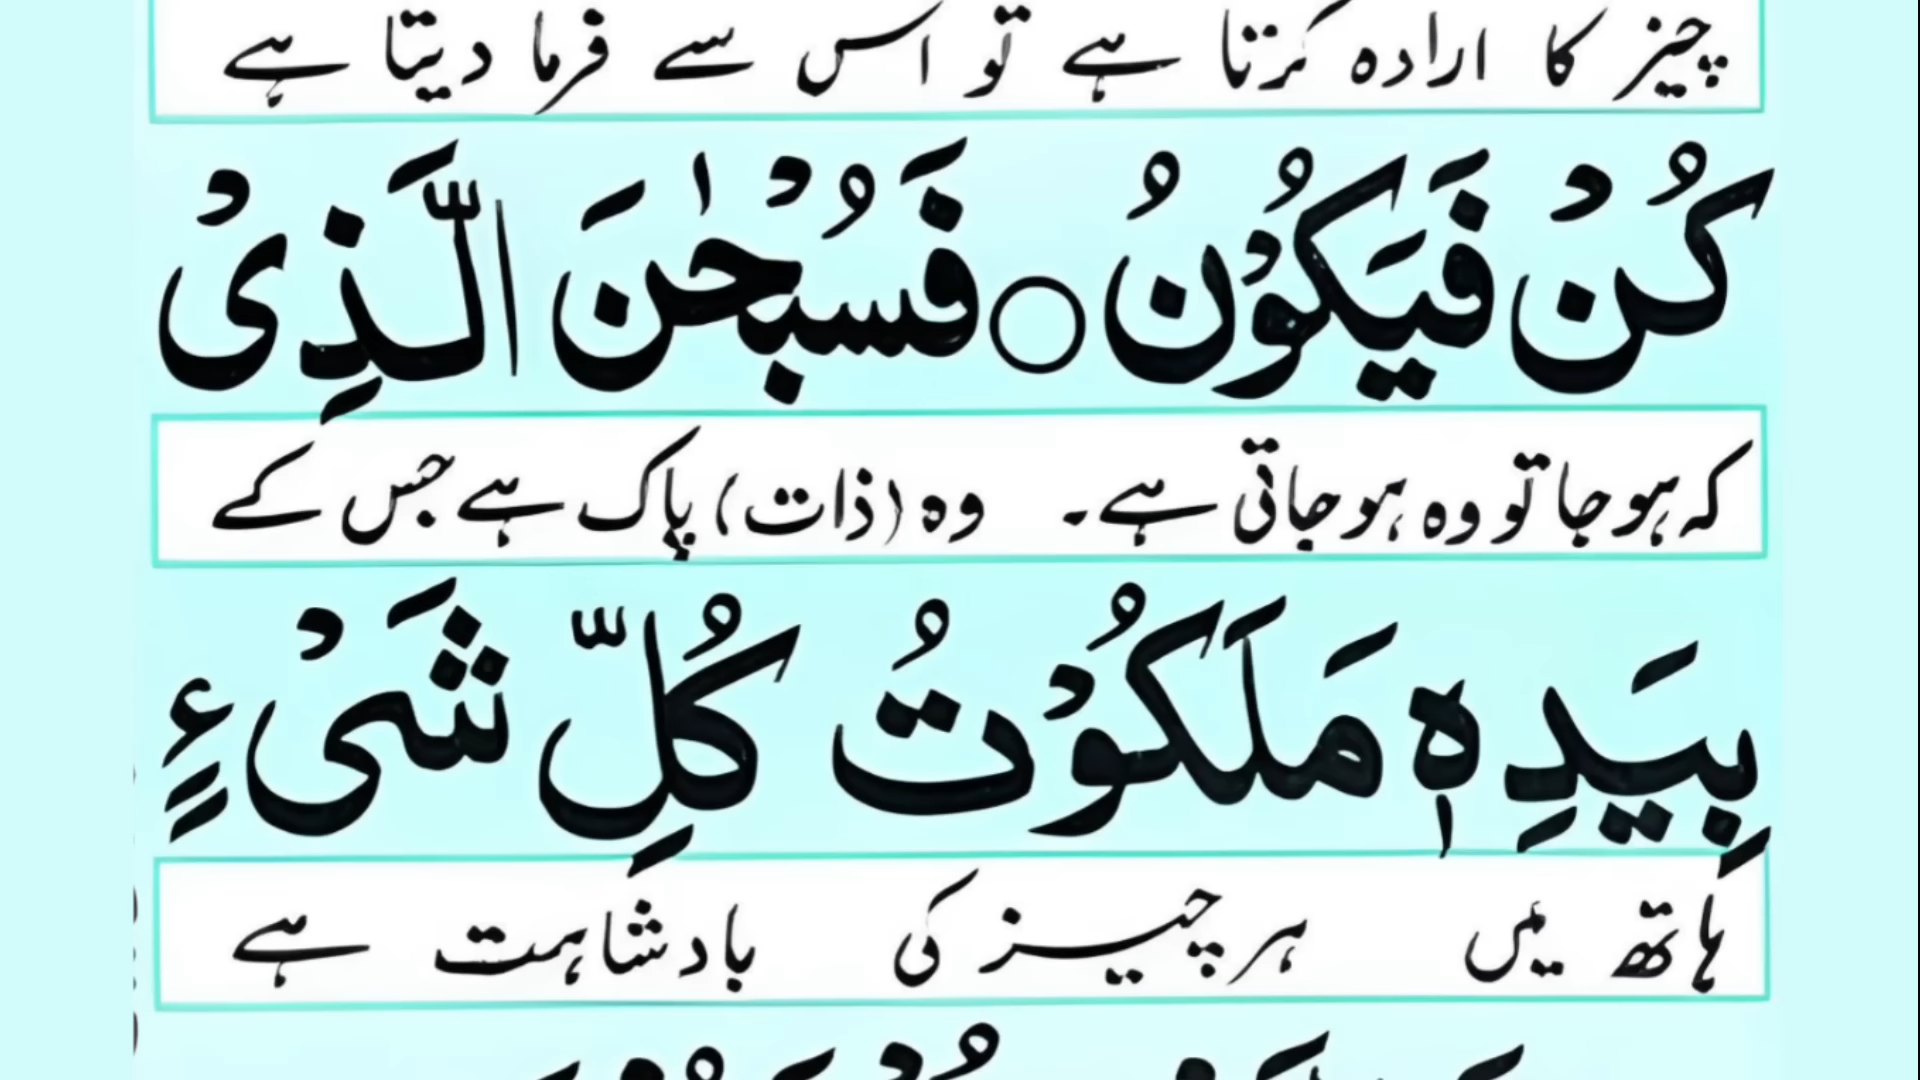 چیز کا ارادہ کرتا ہے تو اس سے فرما دیتا ہے
كُنْ فَيَكُوْنُ○ فَسُبْحٰنَ الَّذِىْ
کہ ہو جا تو وہ ہو جاتی ہے۔ وہ (ذات) پاک ہے جس کے
بِيَدِهٖ مَلَكُوْتُ كُلِّ شَىْءٍ
ہاتھ میں ہر چیز کی بادشاہت ہے